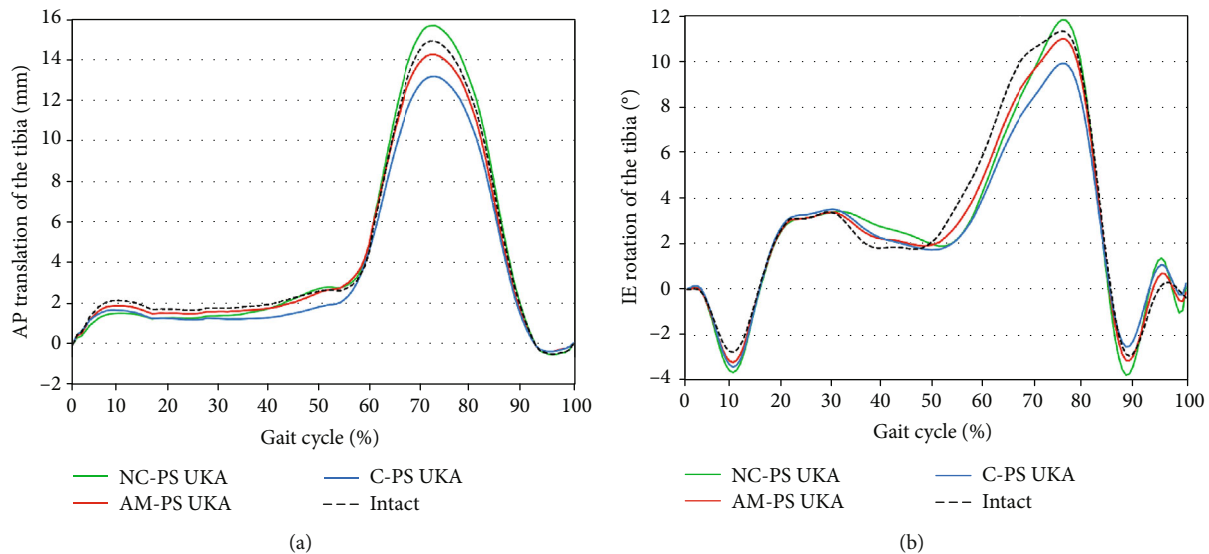 16
14
12
10
8
6
4
2
0
−2
AP translation of the tibia (mm)
0 10 20 30 40 50 60 70 80 90 100
Gait cycle (%)
NC-PS UKA C-PS UKA
AM-PS UKA Intact
(a)
12
10
8
6
4
2
0
−2
−4
IE rotation of the tibia (°)
0 10 20 30 50 60 70 80 90 100
Gait cycle (%)
NC-PS UKA C-PS UKA
AM-PS UKA Intact
(b)